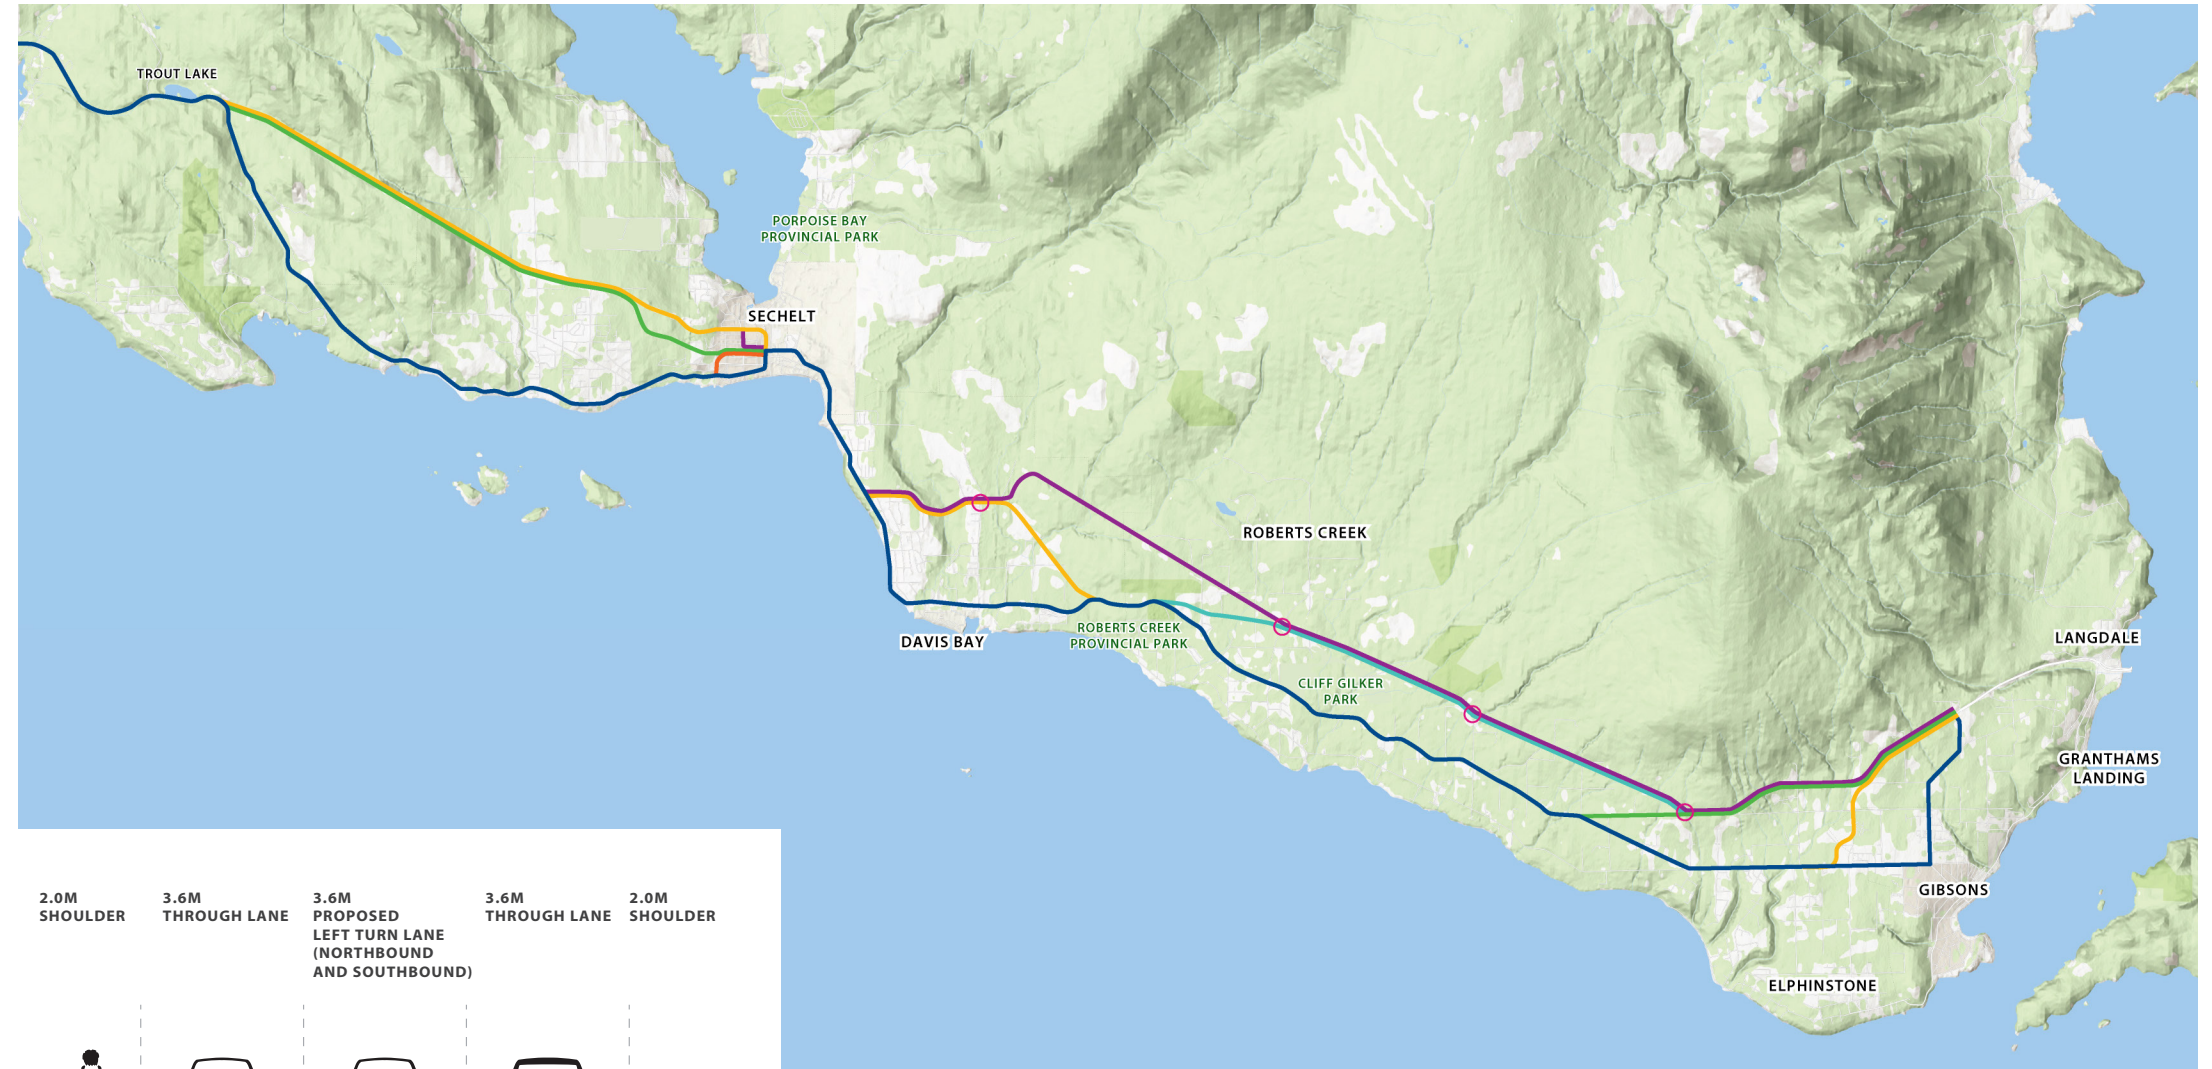 TROUT LAKE
PORPOISE BAY
PROVINCIAL PARK
SECHELT
ROBERTS CREEK
ROBERTS CREEK
PROVINCIAL PARK
DAVIS BAY
LANGDALE
CLIFF GILKER
PARK
GRANTHAMS
LANDING
GIBSONS
ELPHINSTONE
2.0M
SHOULDER
3.6M
THROUGH LANE
3.6M
PROPOSED
LEFT TURN LANE
(NORTHBOUND
AND SOUTHBOUND)
3.6M
THROUGH LANE
2.0M
SHOULDER